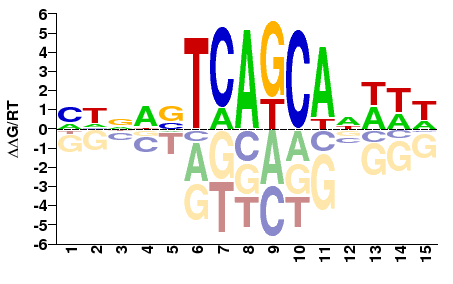 6
5
4
3
2
1
0
-1
-2
-3
-4
-5
-6
ΔΔG/RT
C A G
T A G
G A C
A T C
G C T
T C A G
C A G T
A C G T
G T A C
C A G T
A T C G
A T C
T A C G
T A C G
T A C G
1 2 3 4 5 6 7 8 9 10 11 12 13 14 15